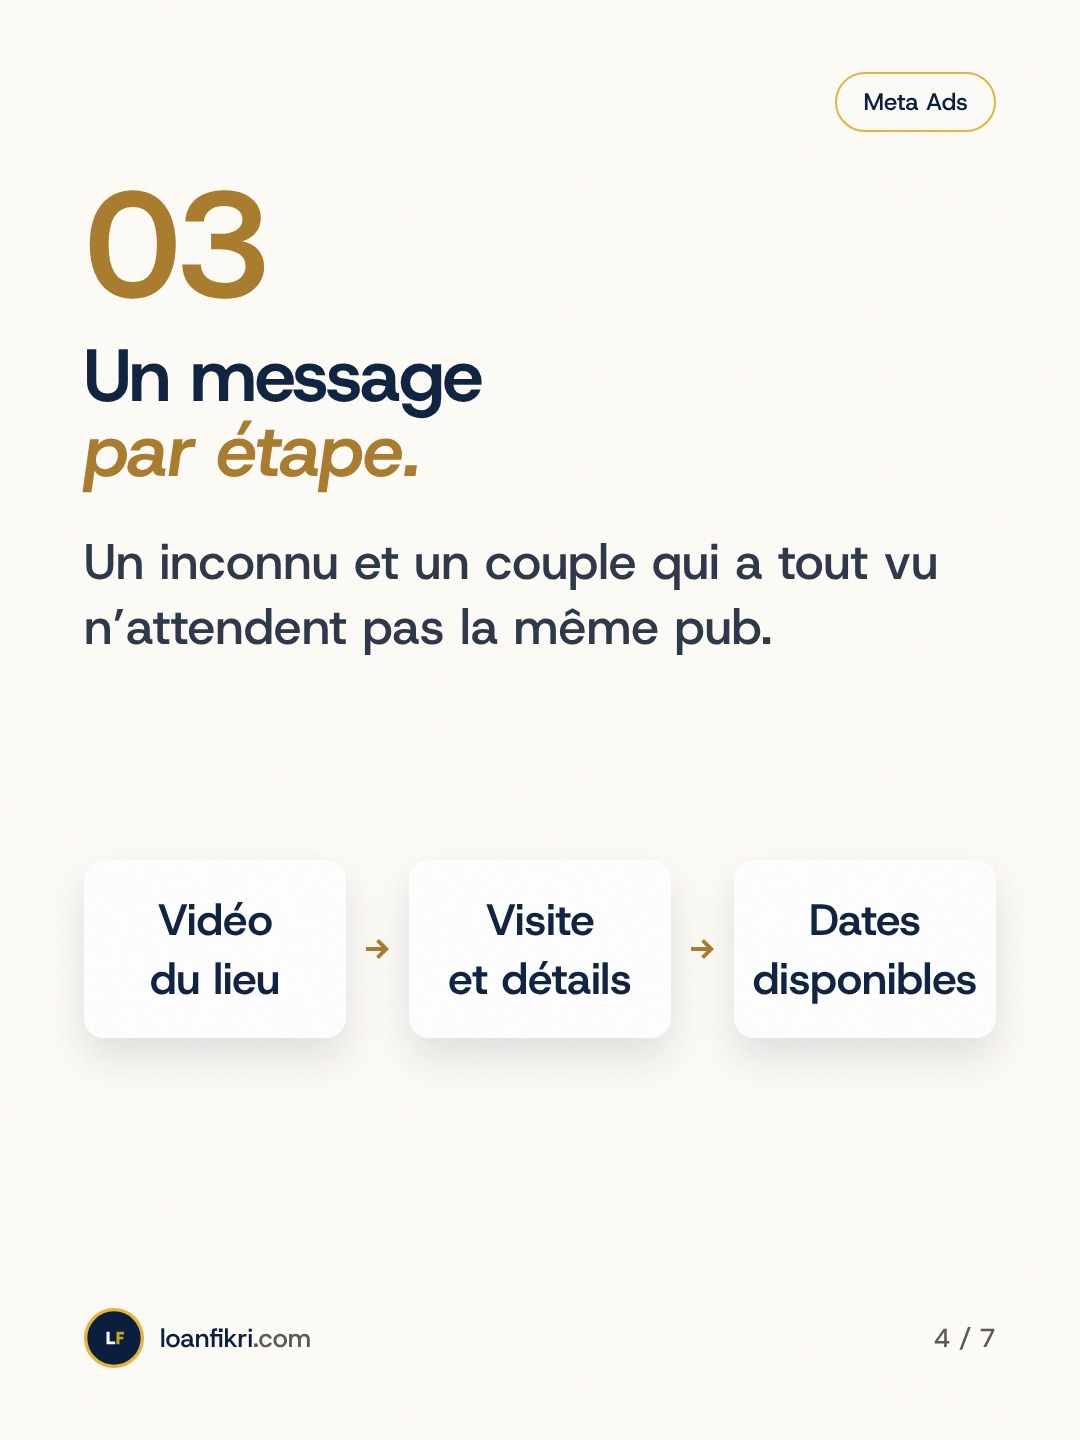 Meta Ads
03
Un message
par étape.
Un inconnu et un couple qui a tout vu
n’attendent pas la même pub.
Vidéo
du lieu
→
Visite
et détails
→
Dates
disponibles
LF
loanfikri.com
4 / 7